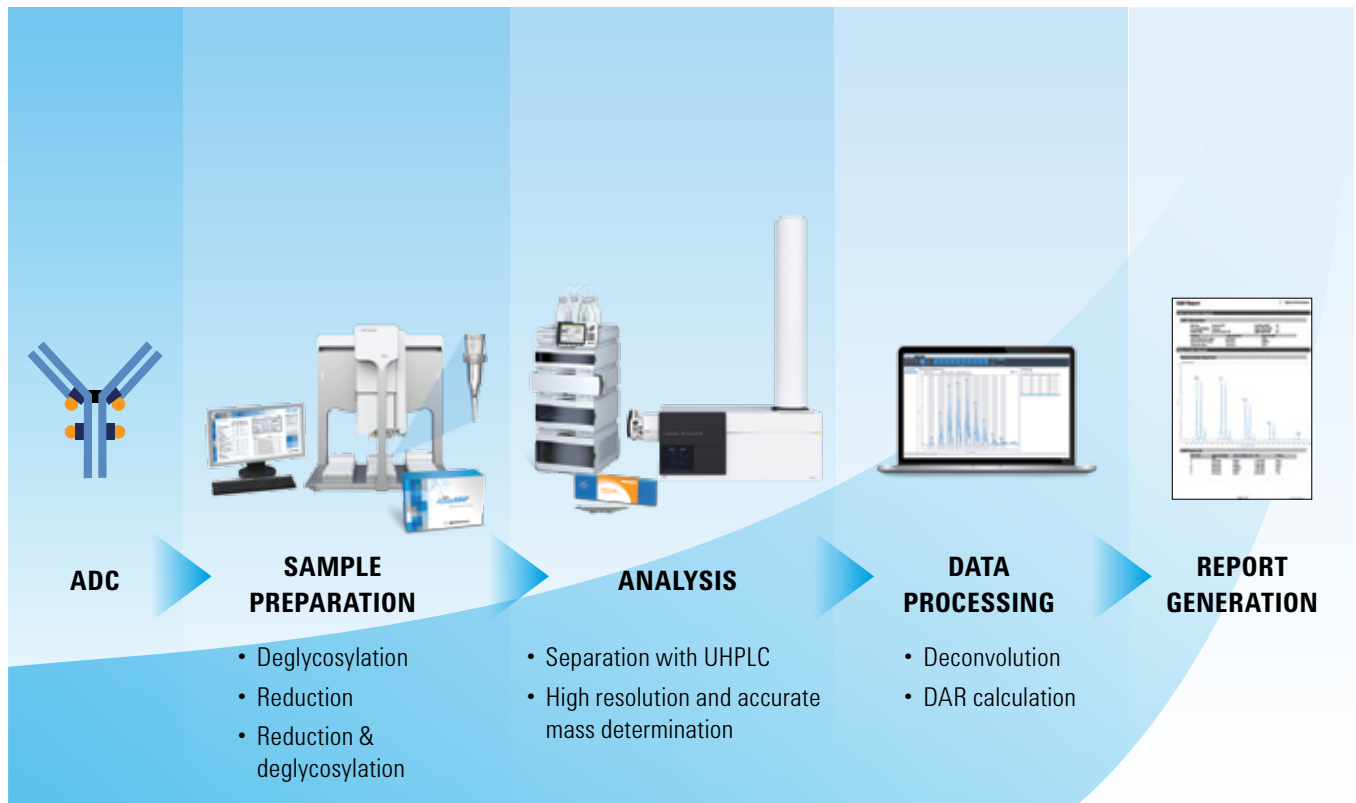 ADC
SAMPLE
PREPARATION
• Deglycosylation
• Reduction
• Reduction &
deglycosylation
ANALYSIS
• Separation with UHPLC
• High resolution and accurate
mass determination
DATA
PROCESSING
• Deconvolution
• DAR calculation
REPORT
GENERATION